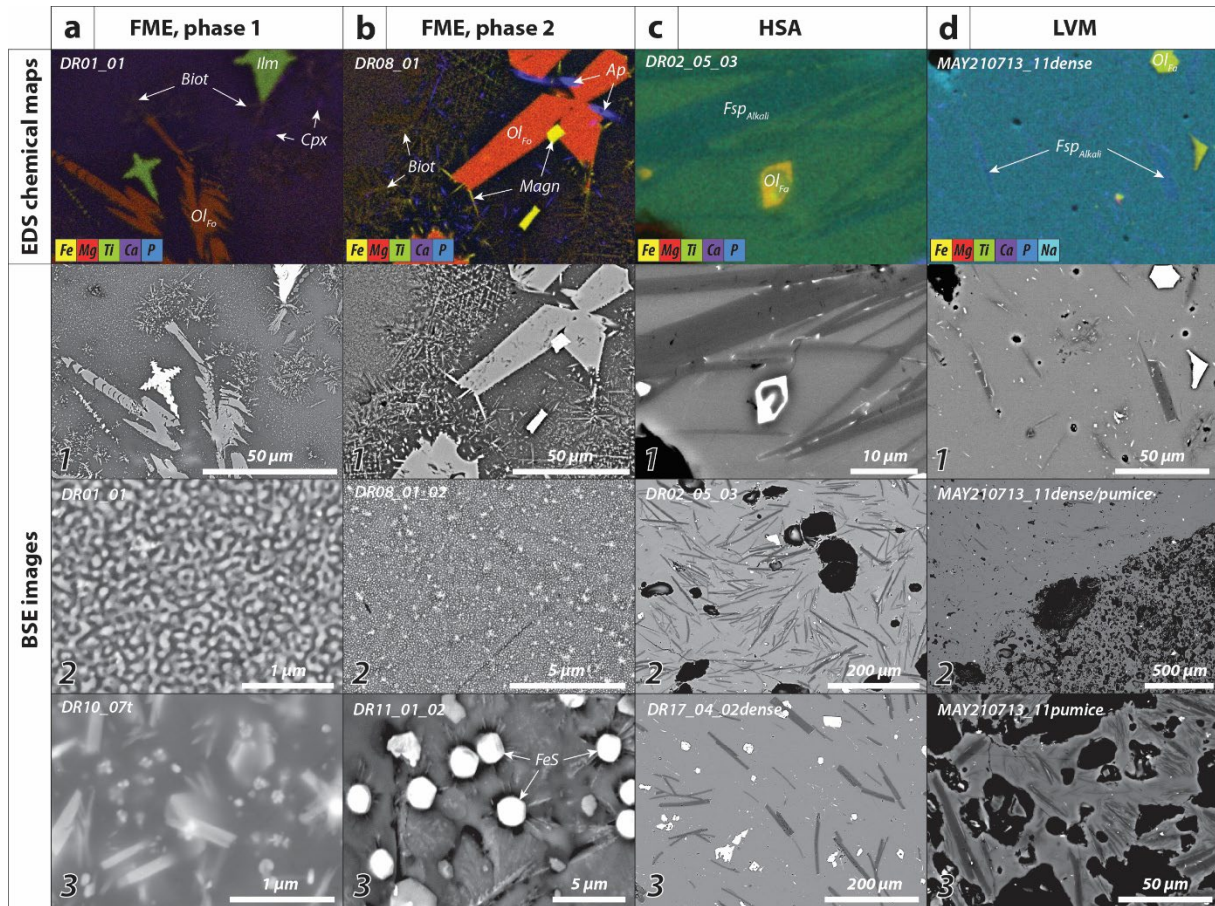 a FME, phase 1 b FME, phase 2 c HSA d LVM
EDS chemical maps
DR01_01
Ilm
Biot
Cpx
Ol Fo
Fe Mg Ti Ca P
DR08_01
Ap
Ol Fo
Biot
Magn
Fe Mg Ti Ca P
DR02_05_03
Fsp Alkali
Ol Fa
Fe Mg Ti Ca P
MAY210713_11dense
Ol Fa
Fsp Alkali
Fe Mg Ti Ca P Na
BSE images
1
50 µm
1
50 µm
1
10 µm
1
50 µm
DR01_01
2
1 µm
DR08_01-02
2
5 µm
DR02_05_03
2
200 µm
MAY210713_11dense/pumice
2
500 µm
DR10_07t
3
1 µm
DR11_01_02
FeS
3
5 µm
DR17_04_02dense
3
200 µm
MAY210713_11pumice
3
50 µm